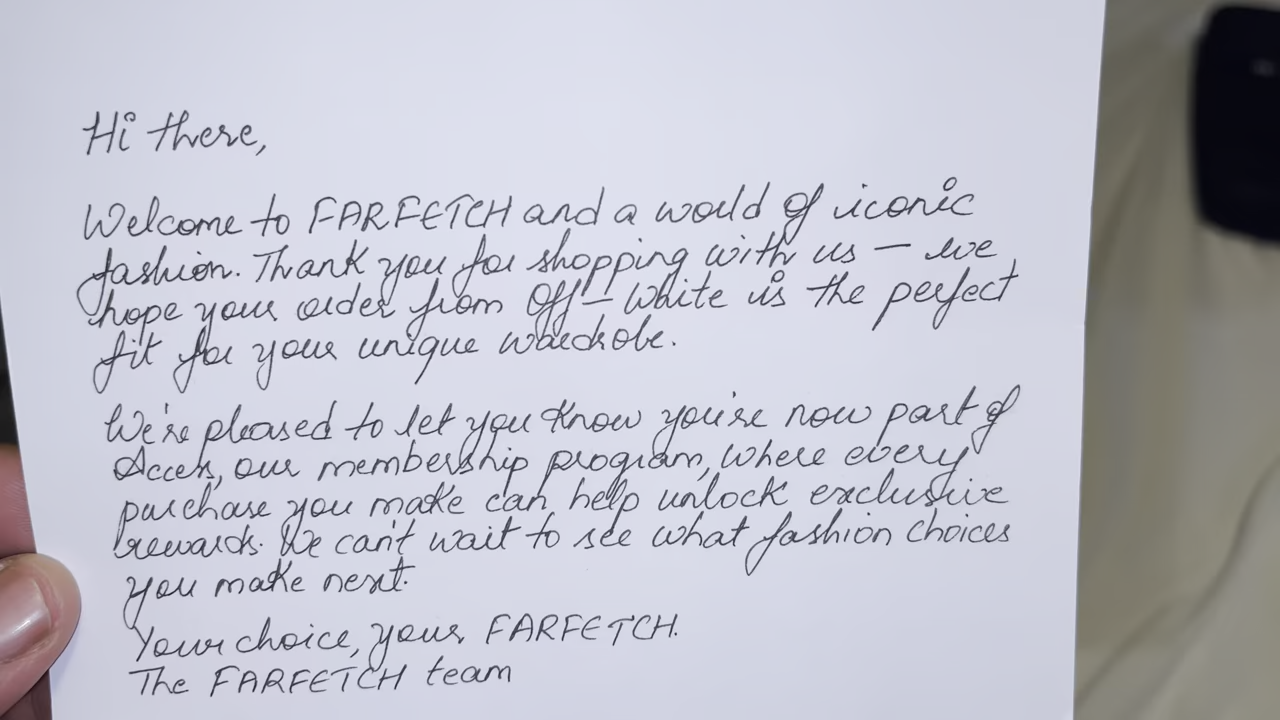 Hi there,
Welcome to FARFETCH and a world of iconic
fashion. Thank you for shopping with us — we
hope your order from Off-White is the perfect
fit for your unique wardrobe.
We're pleased to let you know you're now part of
Access, our membership program, where every
purchase you make can help unlock exclusive
rewards. We can't wait to see what fashion choices
you make next.
Your choice, your FARFETCH.
The FARFETCH team